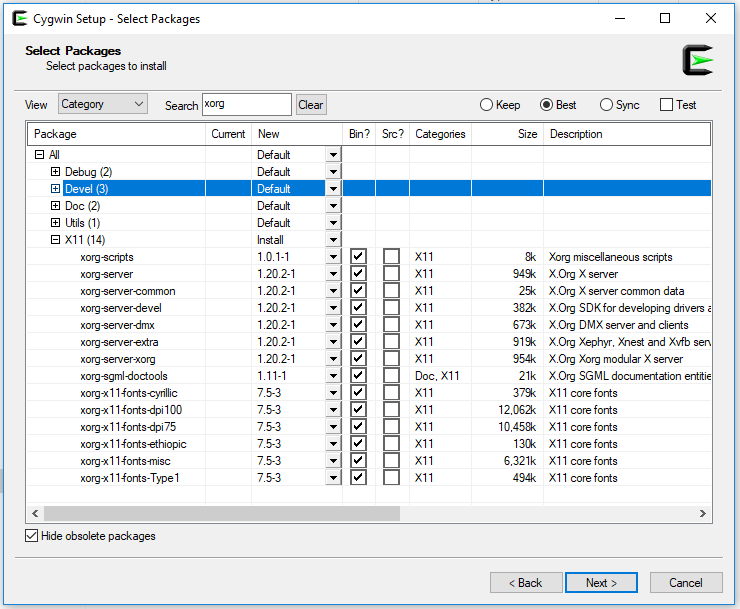 Cygwin Setup - Select Packages
Select Packages
Select packages to install
View Category Search xorg Clear Keep Best Sync Test
Package Current New Bin? Src? Categories Size Description
All Default
Debug (2) Default
Devel (3) Default
Doc (2) Default
Utils (1) Default
X11 (14) Install
xorg-scripts 1.0.1-1 X11 8k Xorg miscellaneous scripts
xorg-server 1.20.2-1 X11 949k X.Org X server
xorg-server-common 1.20.2-1 X11 25k X.Org X server common data
xorg-server-devel 1.20.2-1 X11 382k X.Org SDK for developing drivers a
xorg-server-dmx 1.20.2-1 X11 673k X.Org DMX server and clients
xorg-server-extra 1.20.2-1 X11 919k X.Org Xephyr, Xnest and Xvfb serv
xorg-server-xorg 1.20.2-1 X11 954k X.Org Xorg modular X server
xorg-sgml-doctools 1.11-1 Doc, X11 21k X.Org SGML documentation entitie
xorg-x11-fonts-cyrillic 7.5-3 X11 379k X11 core fonts
xorg-x11-fonts-dpi100 7.5-3 X11 12,062k X11 core fonts
xorg-x11-fonts-dpi75 7.5-3 X11 10,458k X11 core fonts
xorg-x11-fonts-ethiopic 7.5-3 X11 130k X11 core fonts
xorg-x11-fonts-misc 7.5-3 X11 6,321k X11 core fonts
xorg-x11-fonts-Type1 7.5-3 X11 494k X11 core fonts
Hide obsolete packages
< Back Next > Cancel